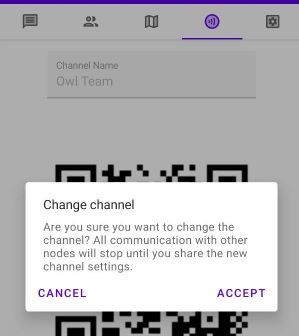 Channel Name
Owl Team
Change channel
Are you sure you want to change the
channel? All communication with other
nodes will stop until you share the new
channel settings.
CANCEL
ACCEPT